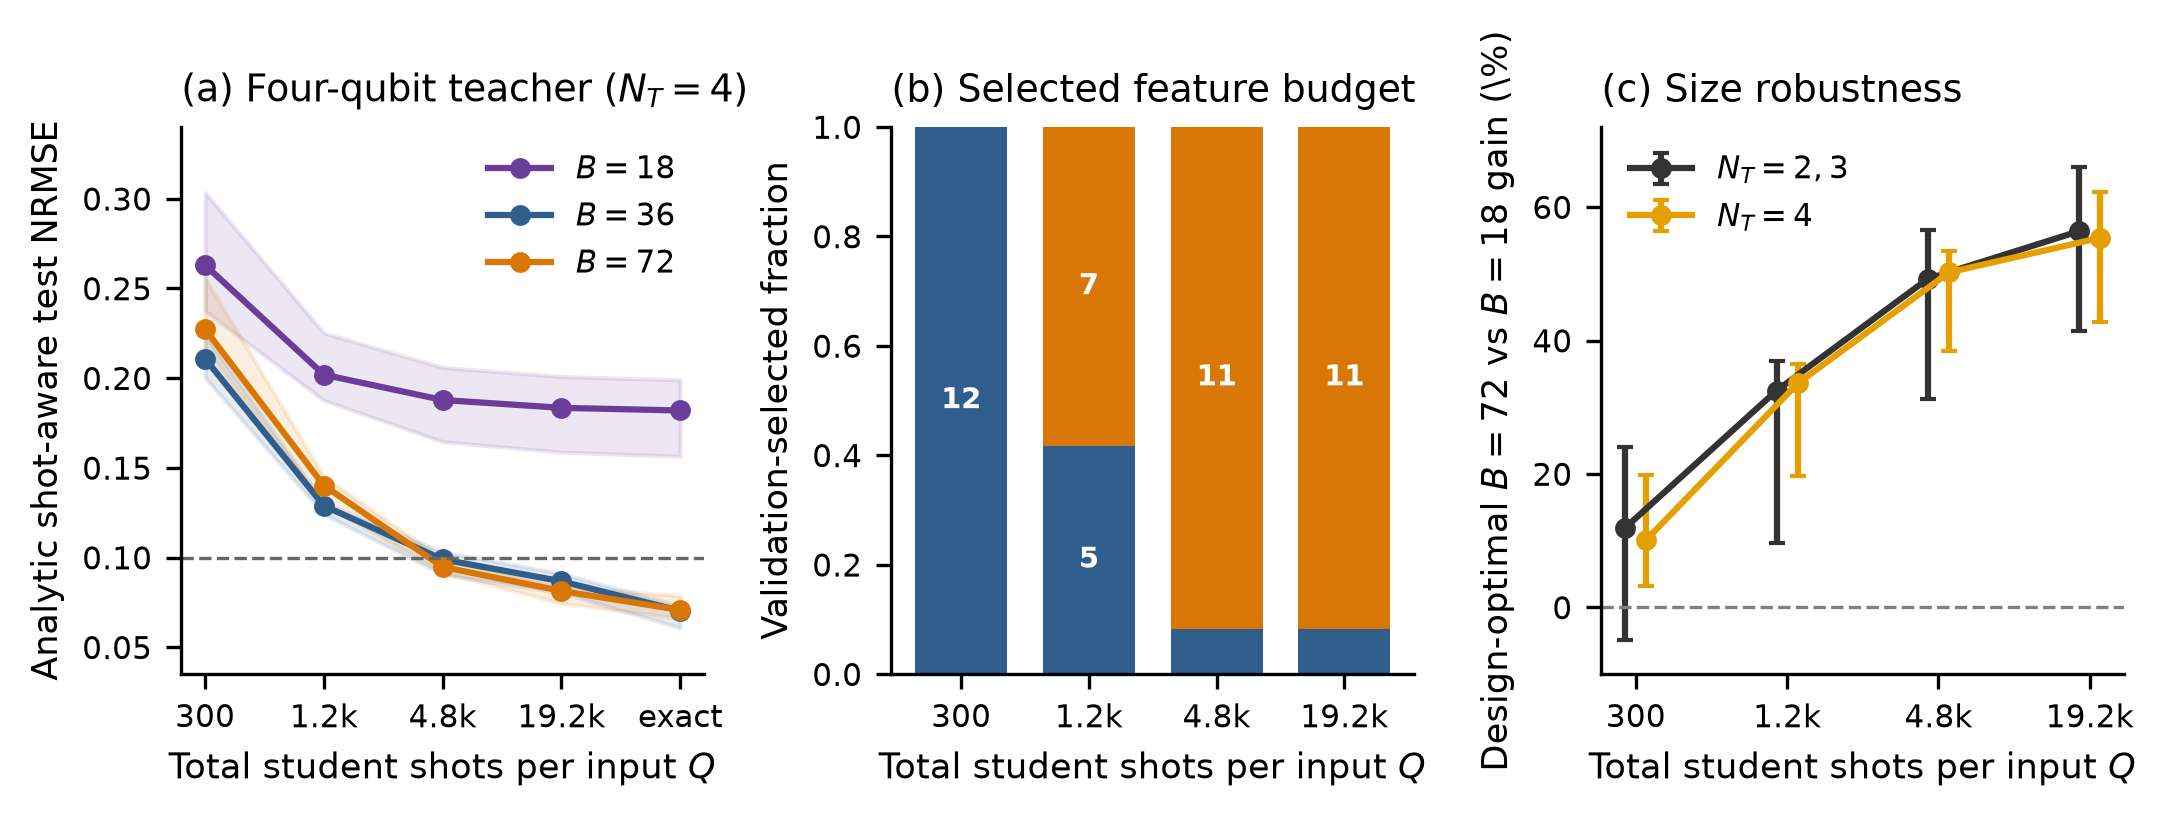 (a) Four-qubit teacher (N_T = 4)
Analytic shot-aware test NRMSE
0.30
0.25
0.20
0.15
0.10
0.05
B = 18
B = 36
B = 72
300 1.2k 4.8k 19.2k exact
Total student shots per input Q
(b) Selected feature budget
Validation-selected fraction
1.0
0.8
0.6
0.4
0.2
0.0
12
7
5
11
11
300 1.2k 4.8k 19.2k
Total student shots per input Q
(c) Size robustness
Design-optimal B = 72 vs B = 18 gain (\%)
60
40
20
0
N_T = 2, 3
N_T = 4
300 1.2k 4.8k 19.2k
Total student shots per input Q